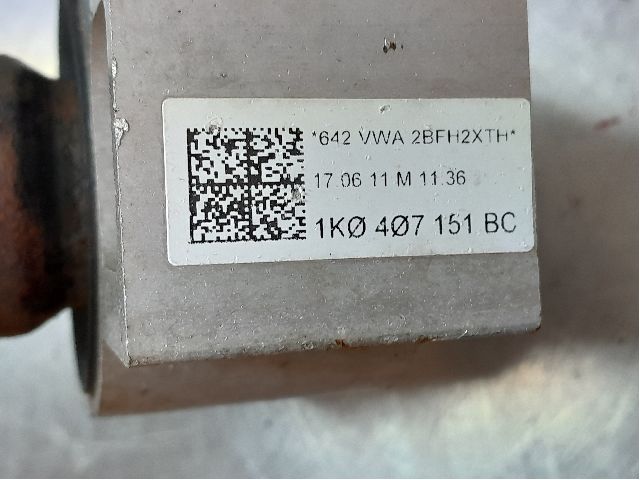 *642 VWA 2BFH2XTH*
17.06 11 M 11.36
1KØ 4Ø7 151 BC